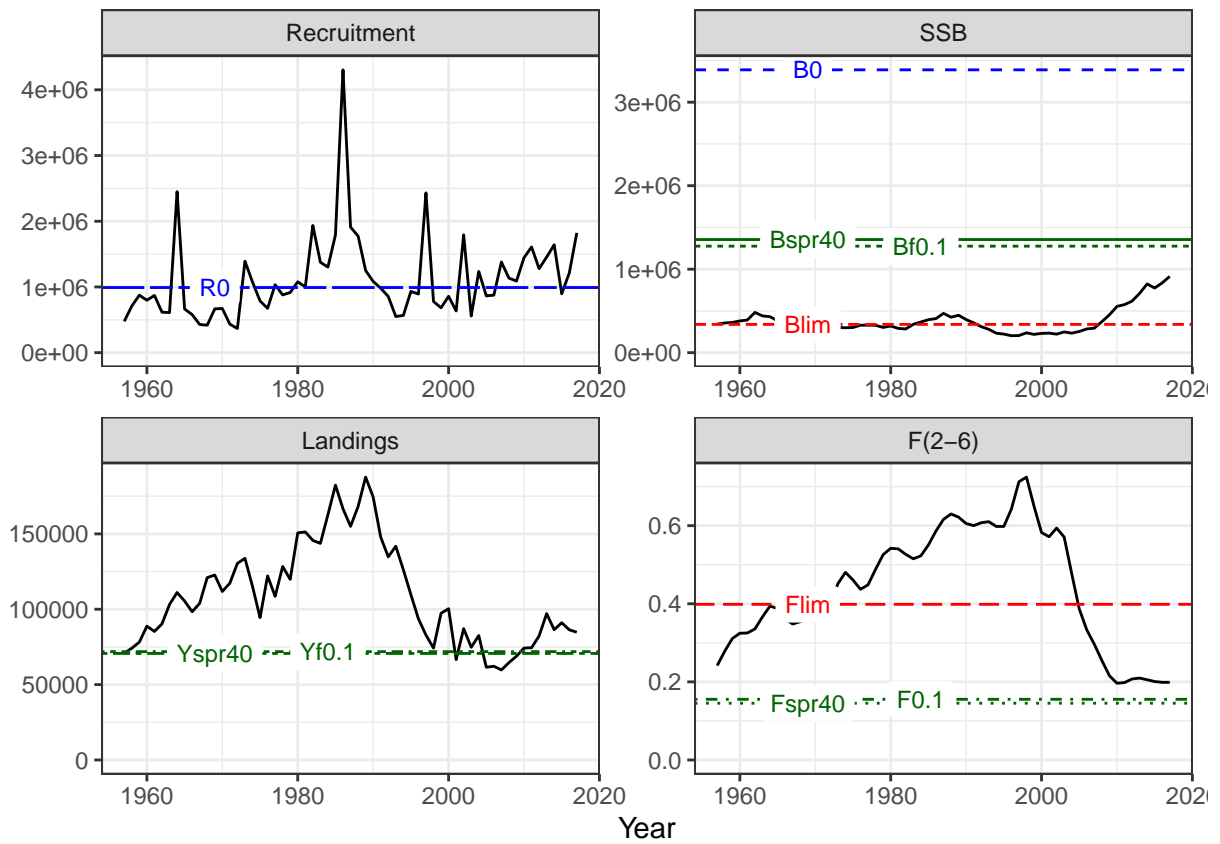 Recruitment
SSB
4e+06
3e+06
2e+06
1e+06
0e+00
R0
1960 1980 2000 2020
B0
3e+06
2e+06
1e+06
0e+00
Bspr40 Bf0.1
Blim
1960 1980 2000 2020
Landings
F(2−6)
150000
100000
50000
0
Yspr40 Yf0.1
1960 1980 2000 2020
0.6
0.4
0.2
0.0
Flim
Fspr40 F0.1
1960 1980 2000 2020
Year